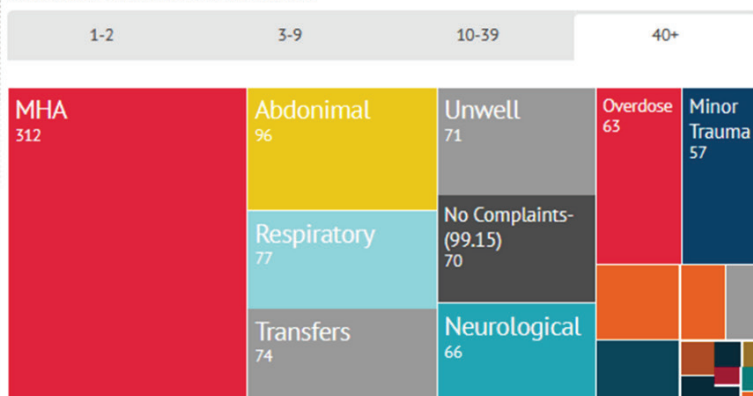 1-2
3-9
10-39
40+
MHA
312
Abdonimal
96
Respiratory
77
Transfers
74
Unwell
71
No Complaints-
(99.15)
70
Neurological
66
Overdose
63
Minor
Trauma
57